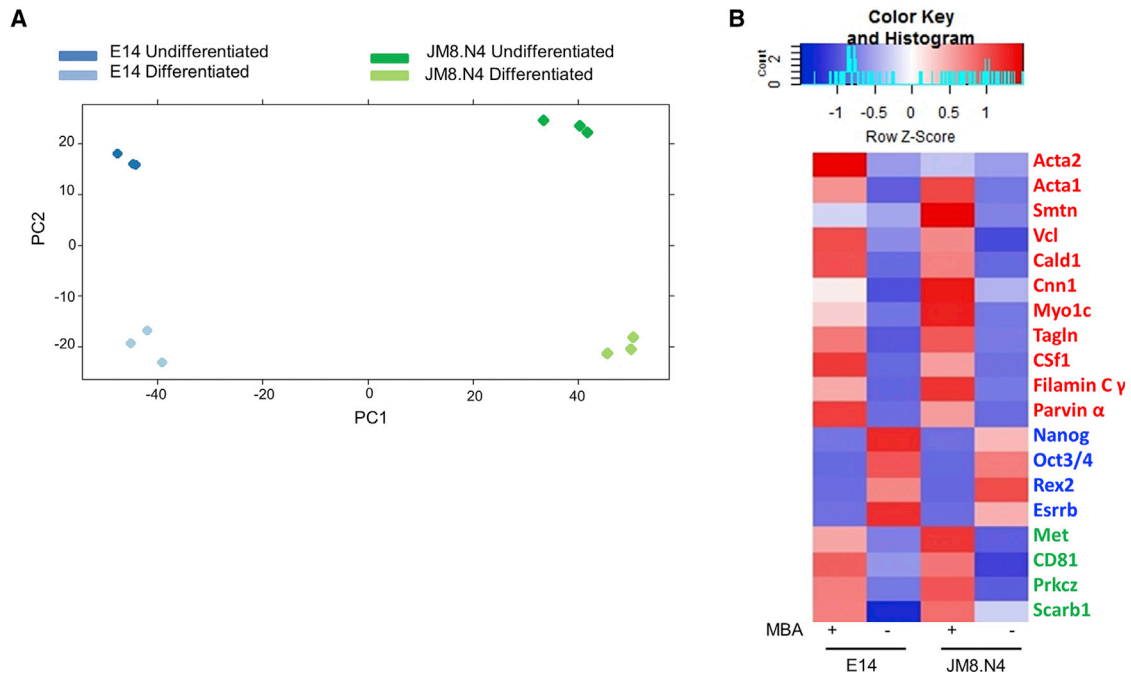 A
E14 Undifferentiated
E14 Differentiated
JM8.N4 Undifferentiated
JM8.N4 Differentiated
20
10
0
-10
-20
PC2
-40
-20
0
20
40
PC1
B
Color Key
and Histogram
Count
0 2
-1 -0.5 0 0.5 1
Row Z-Score
Acta2
Acta1
Smtn
Vcl
Cald1
Cnn1
Myo1c
Tagln
CSf1
Filamin C γ
Parvin α
Nanog
Oct3/4
Rex2
Esrrb
Met
CD81
Prkcz
Scarb1
MBA + - + -
E14 JM8.N4